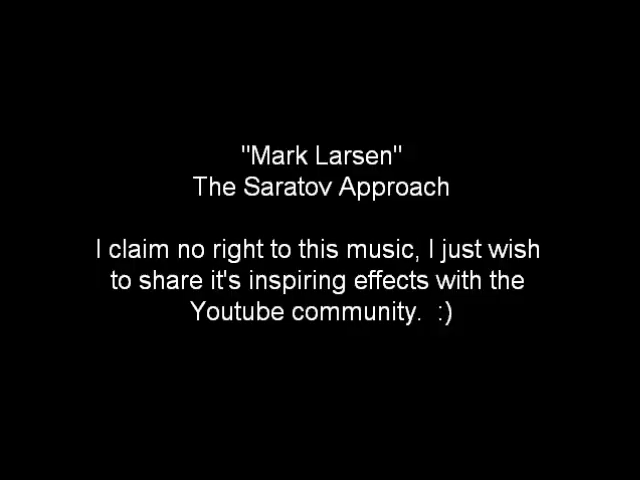 "Mark Larsen"
The Saratov Approach
I claim no right to this music, I just wish
to share it's inspiring effects with the
Youtube community.  :)